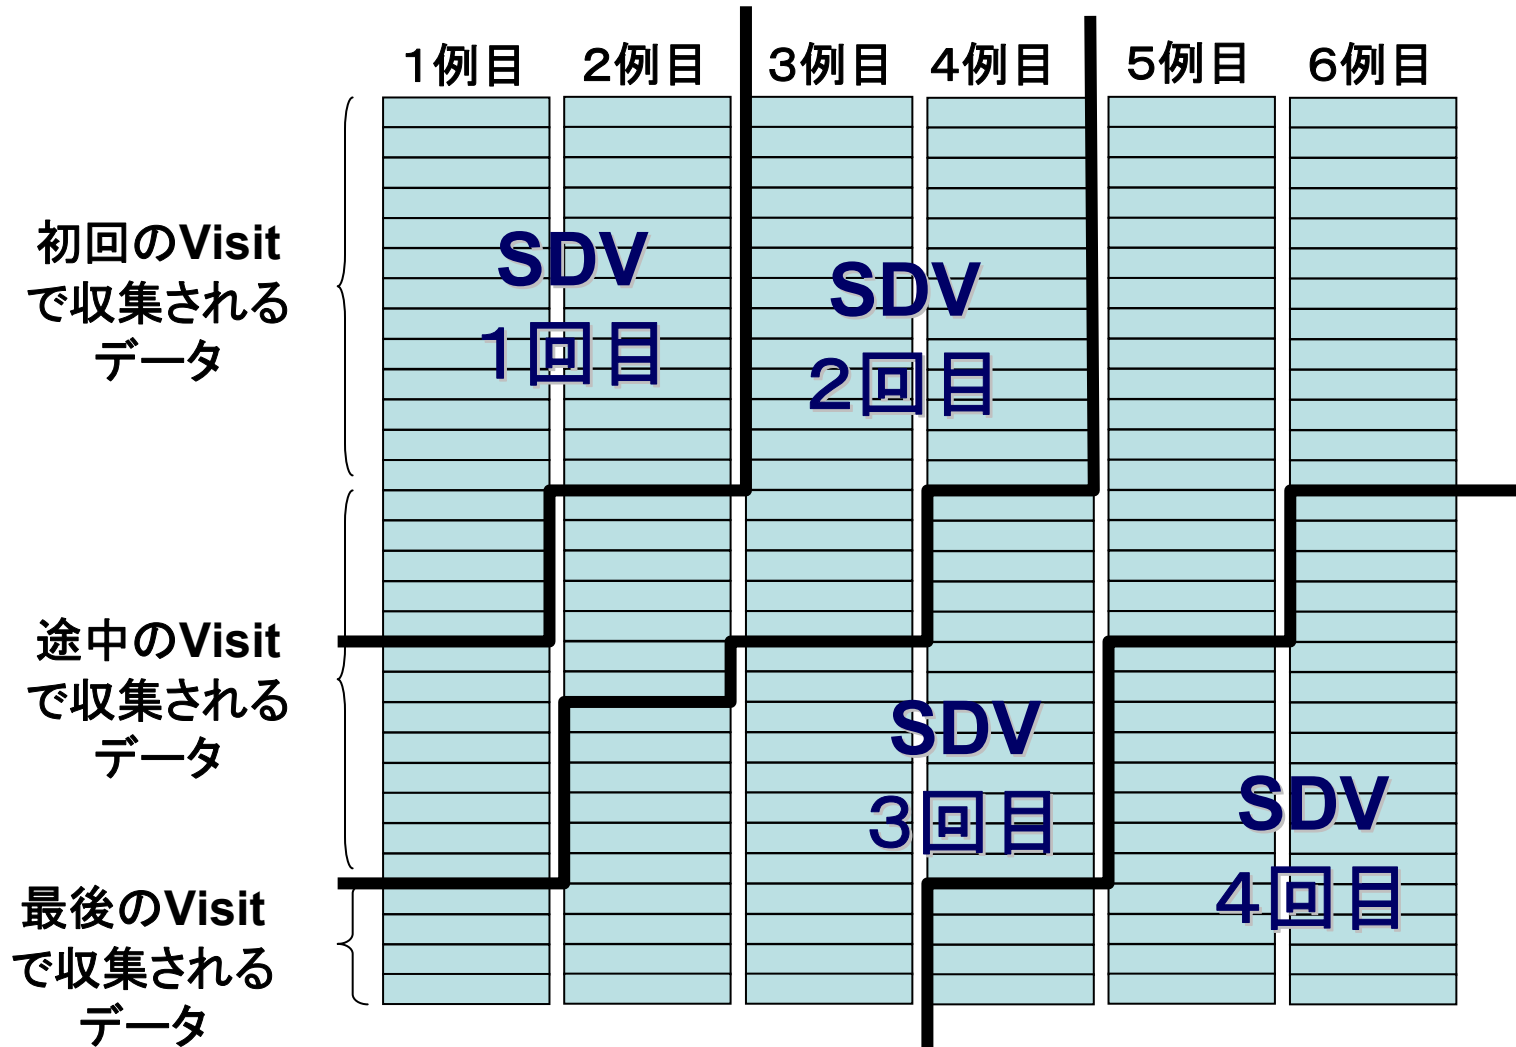 １例目
２例目
３例目
４例目
５例目
６例目
初回のVisit
で収集される
データ
途中のVisit
で収集される
データ
最後のVisit
で収集される
データ
SDV
１回目
SDV
２回目
SDV
３回目
SDV
４回目